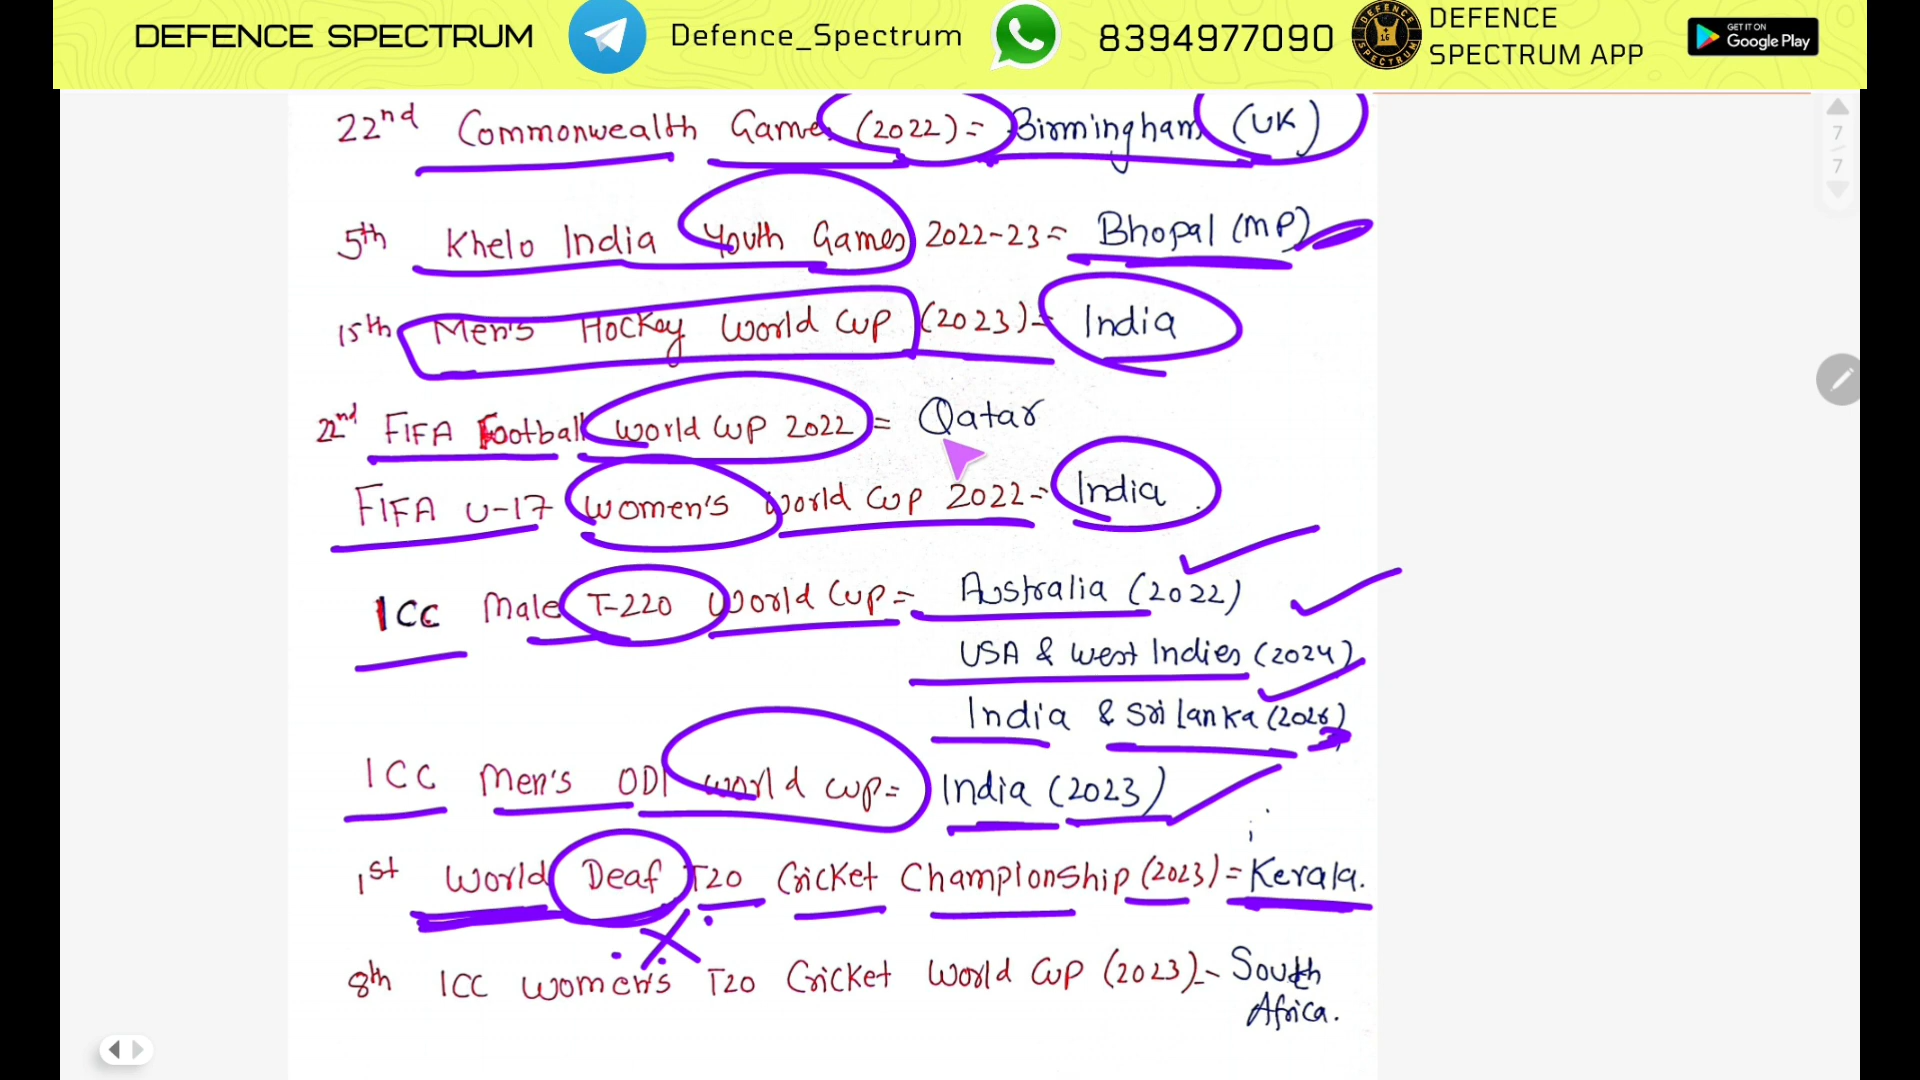 DEFENCE SPECTRUM Defence_Spectrum 8394977090 DEFENCE SPECTRUM APP GET IT ON Google Play
22nd Commonwealth Games (2022) = Birmingham (UK)
5th Khelo India Youth Games 2022-23 = Bhopal (MP)
15th Men's Hockey World Cup (2023) = India
22nd FIFA Football World Cup 2022 = Qatar
FIFA U-17 Women's World Cup 2022 = India.
ICC Male T-220 World Cup = Australia (2022)
USA & West Indies (2024)
India & Sri Lanka (2026)
ICC Men's ODI World Cup = India (2023)
1st World Deaf T20 Cricket Championship (2023) = Kerala.
8th ICC Women's T20 Cricket World Cup (2023) - South
Africa.
7
7